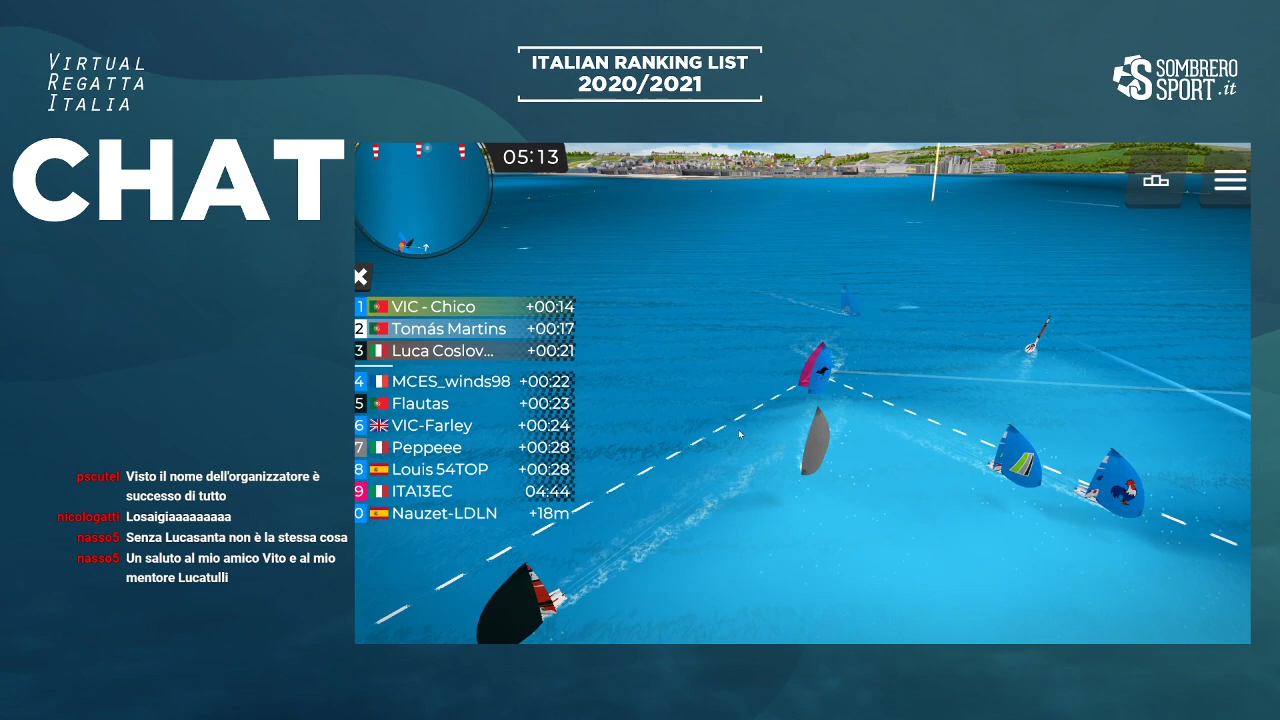 VIRTUAL
REGATTA
ITALIA
ITALIAN RANKING LIST
2020/2021
SOMBRERO
SPORT.it
CHAT
05:13
1 VIC - Chico +00:14
2 Tomás Martins +00:17
3 Luca Coslov... +00:21
4 MCES_winds98 +00:22
5 Flautas +00:23
6 VIC-Farley +00:24
7 Peppeee +00:28
8 Louis 54TOP +00:28
9 ITA13EC 04:44
0 Nauzet-LDLN +18m
pscutel Visto il nome dell'organizzatore è
successo di tutto
nicologatti Losaigiaaaaaaaaa
nasso5 Senza Lucasanta non è la stessa cosa
nasso5 Un saluto al mio amico Vito e al mio
mentore Lucatulli